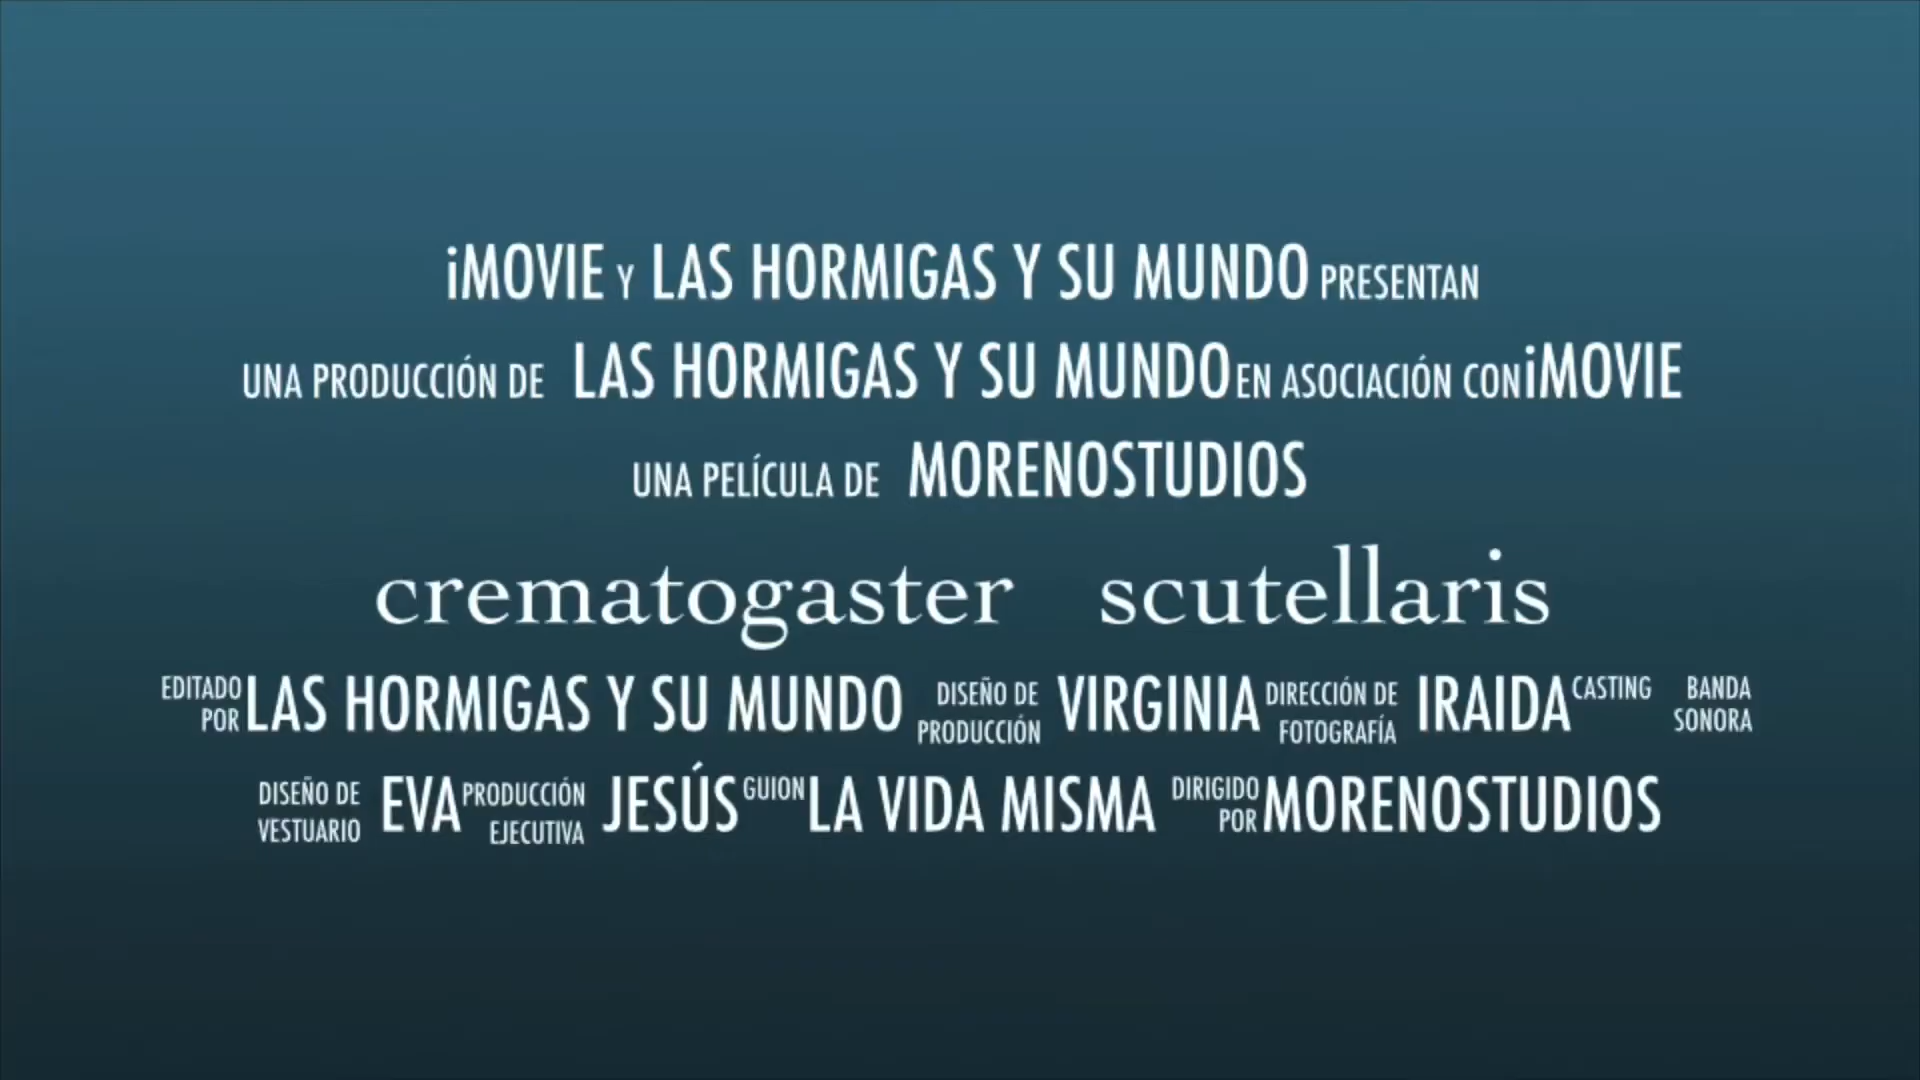 iMOVIE Y LAS HORMIGAS Y SU MUNDO PRESENTAN
UNA PRODUCCIÓN DE LAS HORMIGAS Y SU MUNDO EN ASOCIACIÓN CON iMOVIE
UNA PELÍCULA DE MORENOSTUDIOS
crematogaster scutellaris
EDITADO POR LAS HORMIGAS Y SU MUNDO DISEÑO DE PRODUCCIÓN VIRGINIA DIRECCIÓN DE FOTOGRAFÍA IRAIDA CASTING BANDA SONORA
DISEÑO DE VESTUARIO EVA PRODUCCIÓN EJECUTIVA JESÚS GUION LA VIDA MISMA DIRIGIDO POR MORENOSTUDIOS